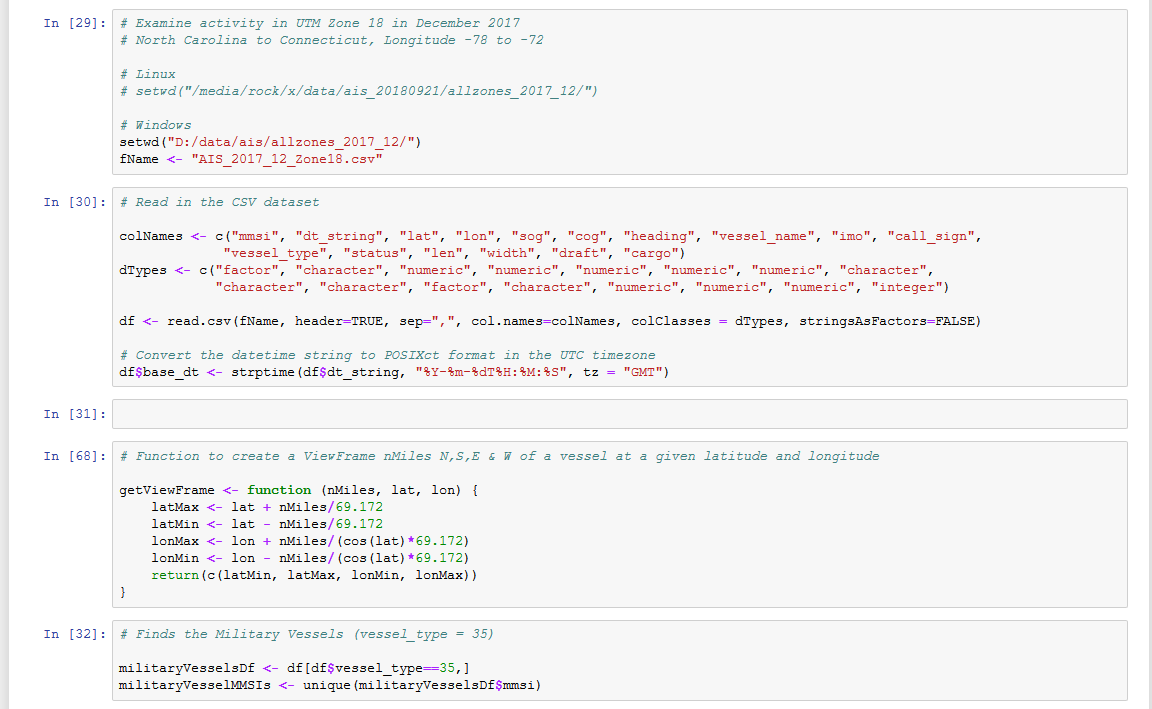 In [29]:
# Examine activity in UTM Zone 18 in December 2017
# North Carolina to Connecticut, Longitude -78 to -72
# Linux
# setwd("/media/rock/x/data/ais_20180921/allzones_2017_12/")
# Windows
setwd("D:/data/ais/allzones_2017_12/")
fName <- "AIS_2017_12_Zone18.csv"
In [30]:
# Read in the CSV dataset
colNames <- c("mmsi", "dt_string", "lat", "lon", "sog", "cog", "heading", "vessel_name", "imo", "call_sign",
"vessel_type", "status", "len", "width", "draft", "cargo")
dTypes <- c("factor", "character", "numeric", "numeric", "numeric", "numeric", "numeric", "character",
"character", "character", "factor", "character", "numeric", "numeric", "numeric", "integer")
df <- read.csv(fName, header=TRUE, sep=",", col.names=colNames, colClasses = dTypes, stringsAsFactors=FALSE)
# Convert the datetime string to POSIXct format in the UTC timezone
df$base_dt <- strptime(df$dt_string, "%Y-%m-%dT%H:%M:%S", tz = "GMT")
In [31]:
In [68]:
# Function to create a ViewFrame nMiles N,S,E & W of a vessel at a given latitude and longitude
getViewFrame <- function (nMiles, lat, lon) {
latMax <- lat + nMiles/69.172
latMin <- lat - nMiles/69.172
lonMax <- lon + nMiles/(cos(lat)*69.172)
lonMin <- lon - nMiles/(cos(lat)*69.172)
return(c(latMin, latMax, lonMin, lonMax))
}
In [32]:
# Finds the Military Vessels (vessel_type = 35)
militaryVesselsDf <- df[df$vessel_type==35,]
militaryVesselMMSIs <- unique(militaryVesselsDf$mmsi)